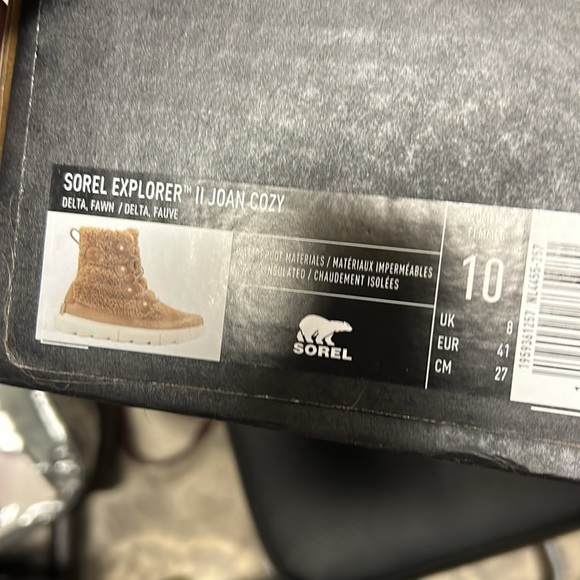 SOREL EXPLORER™ II JOAN COZY
DELTA, FAWN / DELTA, FAUVE
MATERIALS / MATÉRIAUX IMPERMÉABLES
INSULATED / CHAUDEMENT ISOLÉES
SOREL
10
UK 8
EUR 41
CM 27